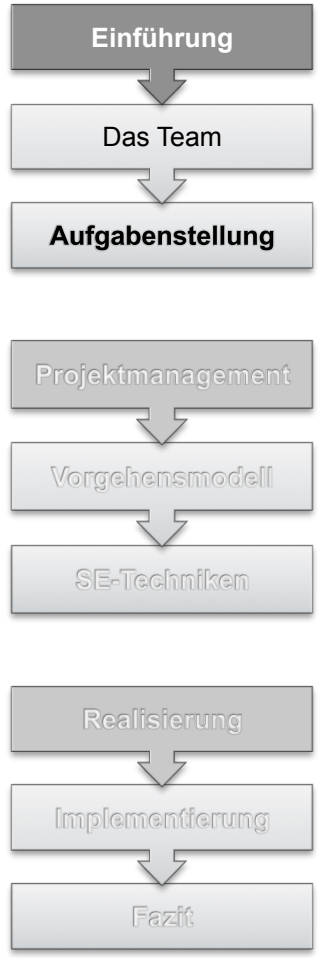 Einführung
Das Team
Aufgabenstellung
Projektmanagement
Vorgehensmodell
SE-Techniken
Realisierung
Implementierung
Fazit